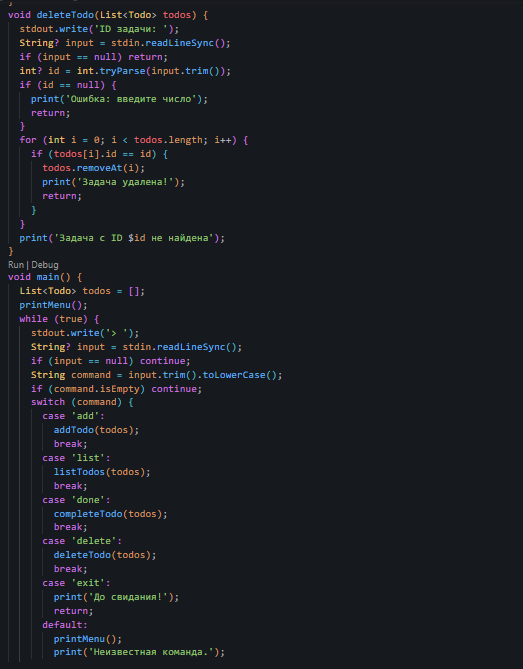 }
void deleteTodo(List<Todo> todos) {
  stdout.write('ID задачи: ');
  String? input = stdin.readLineSync();
  if (input == null) return;
  int? id = int.tryParse(input.trim());
  if (id == null) {
    print('Ошибка: введите число');
    return;
  }
  for (int i = 0; i < todos.length; i++) {
    if (todos[i].id == id) {
      todos.removeAt(i);
      print('Задача удалена!');
      return;
    }
  }
  print('Задача с ID $id не найдена');
}
Run | Debug
void main() {
  List<Todo> todos = [];
  printMenu();
  while (true) {
    stdout.write('> ');
    String? input = stdin.readLineSync();
    if (input == null) continue;
    String command = input.trim().toLowerCase();
    if (command.isEmpty) continue;
    switch (command) {
      case 'add':
        addTodo(todos);
        break;
      case 'list':
        listTodos(todos);
        break;
      case 'done':
        completeTodo(todos);
        break;
      case 'delete':
        deleteTodo(todos);
        break;
      case 'exit':
        print('До свидания!');
        return;
      default:
        printMenu();
        print('Неизвестная команда.');